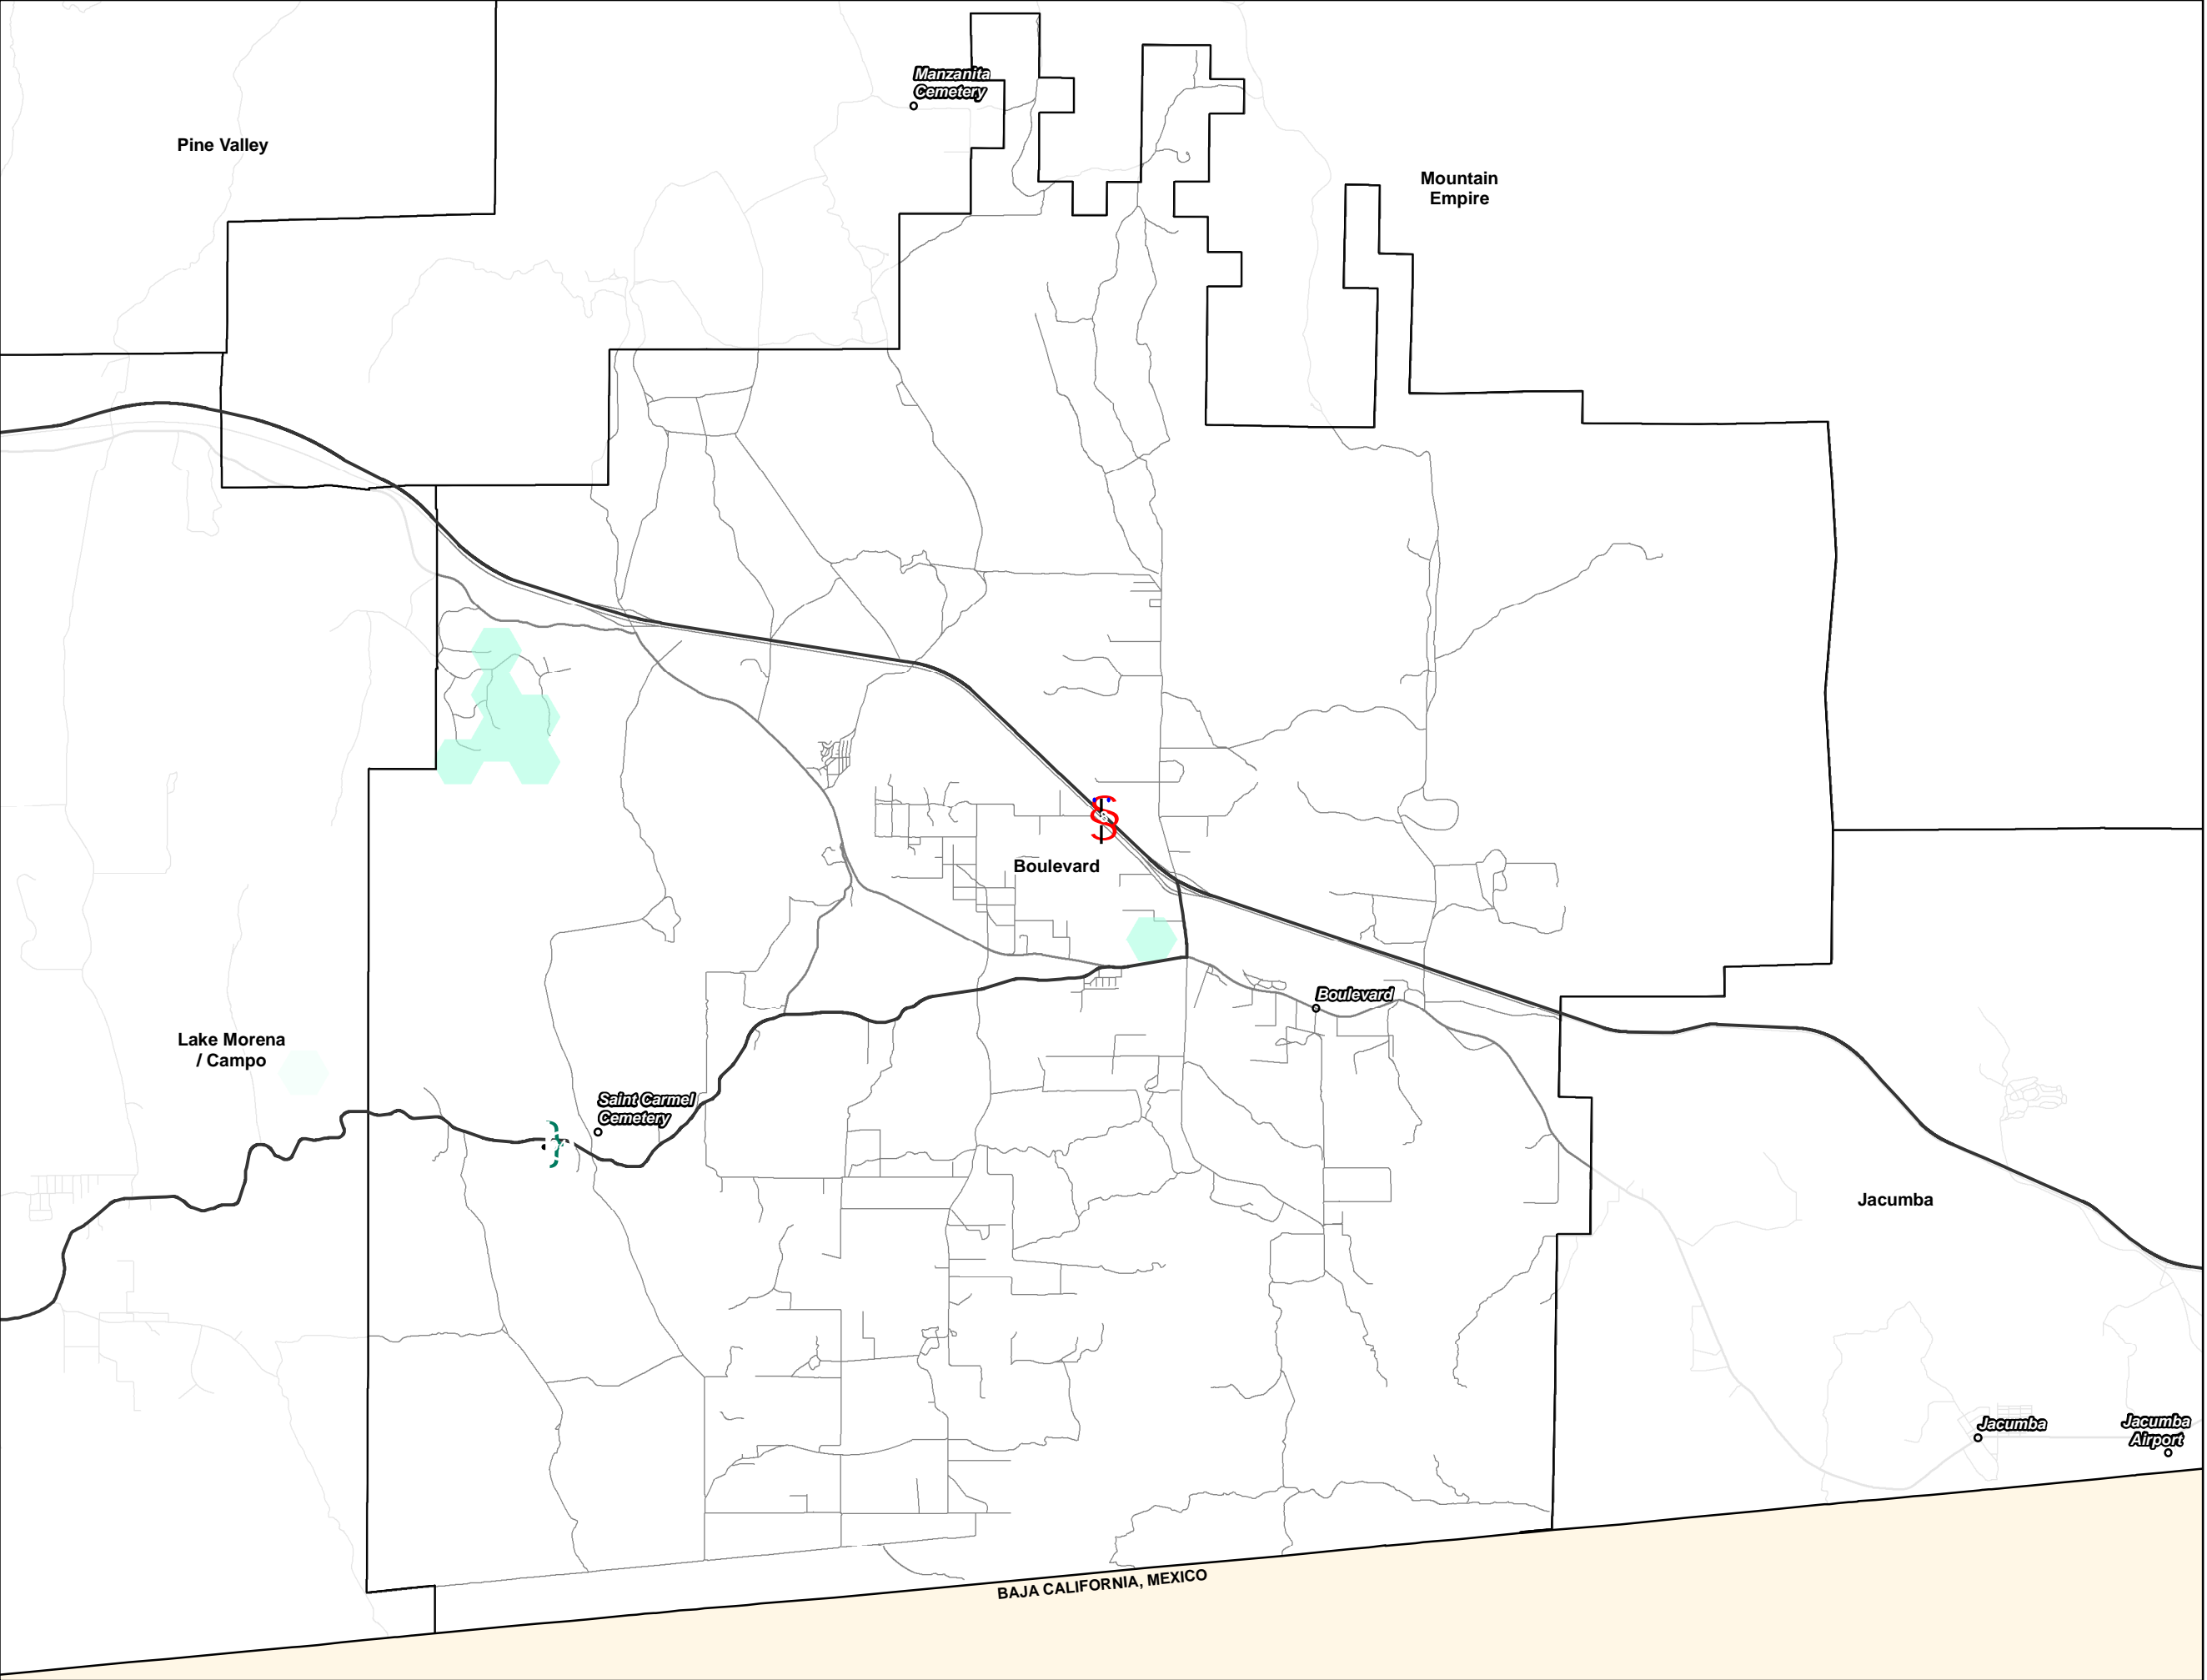 Manzanita
Cemetery
Pine Valley
Mountain
Empire
$
Boulevard
Boulevard
Lake Morena
/ Campo
Saint Carmel
Cemetery
}
Jacumba
Jacumba
Jacumba
Airport
BAJA CALIFORNIA, MEXICO